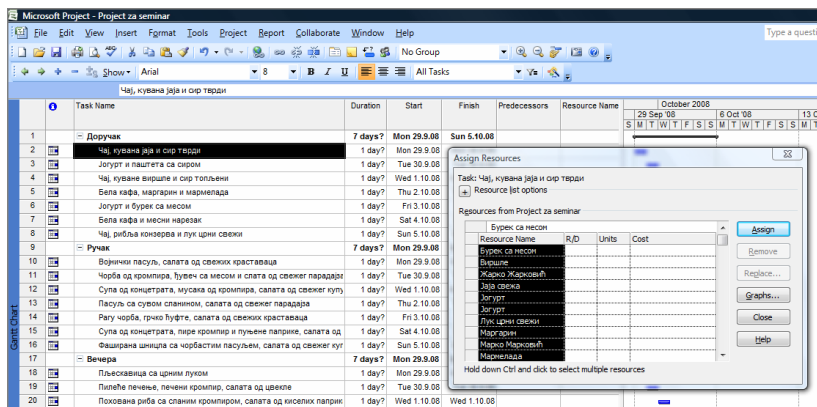 Microsoft Project - Project za seminar
File Edit View Insert Format Tools Project Report Collaborate Window Help
Type a questi
No Group
Show Arial 8 B I U All Tasks
Чај, кувана јаја и сир тврди
Task Name Duration Start Finish Predecessors Resource Name
October 2008
29 Sep '08 6 Oct '08 13 O
S M T W T F S S M T W T F S S M T
1 Доручак 7 days? Mon 29.9.08 Sun 5.10.08
2 Чај, кувана јаја и сир тврди 1 day? Mon 29.9.08
3 Јогурт и паштета са сиром 1 day? Tue 30.9.08
4 Чај, куване виршле и сир топљени 1 day? Wed 1.10.08
5 Бела кафа, маргарин и мармелада 1 day? Thu 2.10.08
6 Јогурт и бурек са месом 1 day? Fri 3.10.08
7 Бела кафа и месни нарезак 1 day? Sat 4.10.08
8 Чај, рибља конзерва и лук црни свежи 1 day? Sun 5.10.08
9 Ручак 7 days? Mon 29.9.08
10 Војнички пасуљ, салата од свежих краставаца 1 day? Mon 29.9.08
11 Чорба од кромпира, ђувеч са месом и салата од свежег парадајза 1 day? Tue 30.9.08
12 Супа од концетрата, мусака од кромпира, салата од свежег купу 1 day? Wed 1.10.08
13 Пасуљ са сувом сланином, салата од свежег парадајза 1 day? Thu 2.10.08
14 Рагу чорба, грчко ћуфте, салата од свежих краставаца 1 day? Fri 3.10.08
15 Супа од концетрата, пире кромпир и пуњене паприке, салата од 1 day? Sat 4.10.08
16 Фаширана шницла са чорбастим пасуљем, салата од свежег куп 1 day? Sun 5.10.08
17 Вечера 7 days? Mon 29.9.08
18 Пљескавица са црним луком 1 day? Mon 29.9.08
19 Пилеће печење, печени кромпир, салата од цвекле 1 day? Tue 30.9.08
20 Похована риба са сланим кромпиром, салата од киселих паприк 1 day? Wed 1.10.08 Wed 1.10.08
Gantt Chart
Assign Resources
Task: Чај, кувана јаја и сир тврди
Resource list options
Resources from Project za seminar
Бурек са месом
Resource Name R/D Units Cost
Бурек са месом
Виршле
Жарко Жарковић
Јаја свежа
Јогурт
Јогурт
Лук црни свежи
Маргарин
Марко Марковић
Мармелада
Assign
Remove
Replace...
Graphs...
Close
Help
Hold down Ctrl and click to select multiple resources